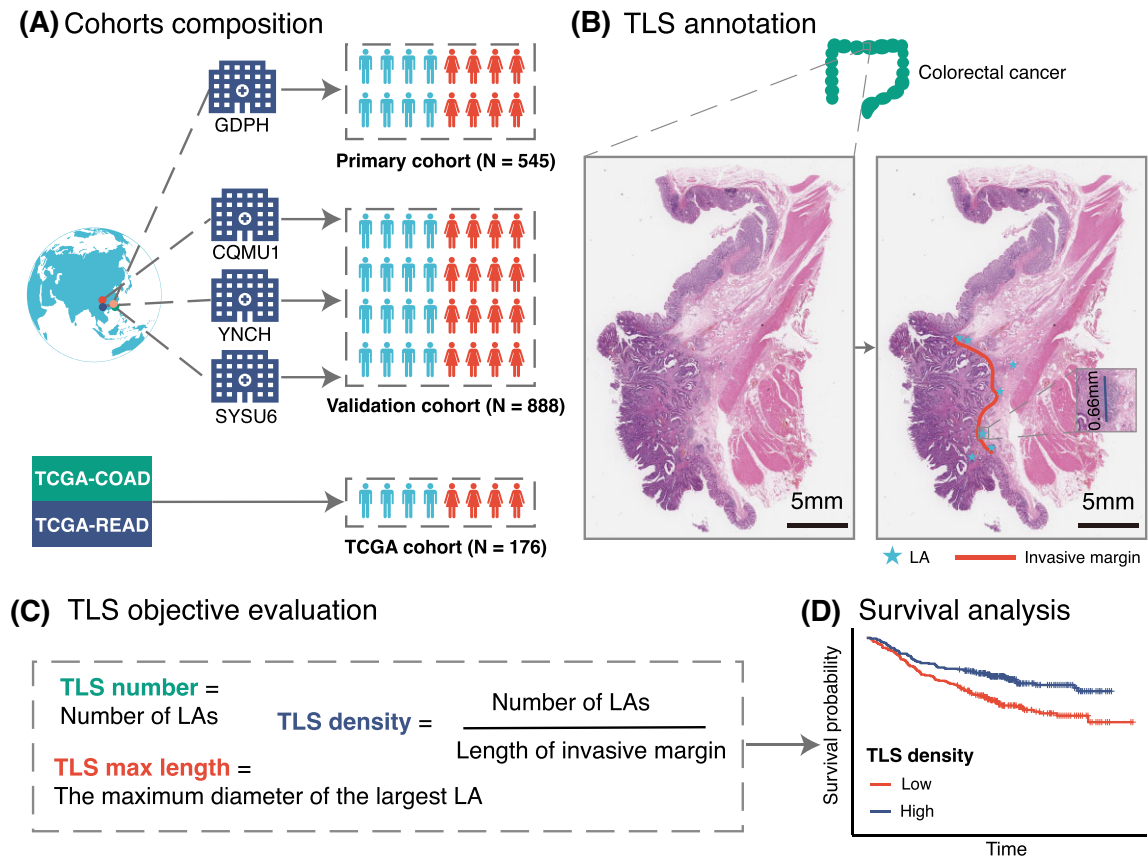 (A) Cohorts composition
GDPH
Primary cohort (N = 545)
CQMU1
YNCH
SYSU6
Validation cohort (N = 888)
TCGA-COAD
TCGA-READ
TCGA cohort (N = 176)
(B) TLS annotation
Colorectal cancer
0.66mm
5mm
5mm
LA
Invasive margin
(C) TLS objective evaluation
TLS number =
Number of LAs
TLS density =
Number of LAs
Length of invasive margin
TLS max length =
The maximum diameter of the largest LA
(D) Survival analysis
Survival probability
TLS density
Low
High
Time